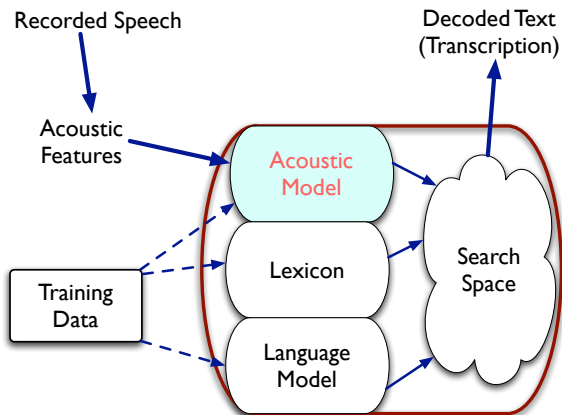 Recorded Speech
Decoded Text
(Transcription)
Acoustic
Features
Acoustic
Model
Lexicon
Search
Space
Training
Data
Language
Model